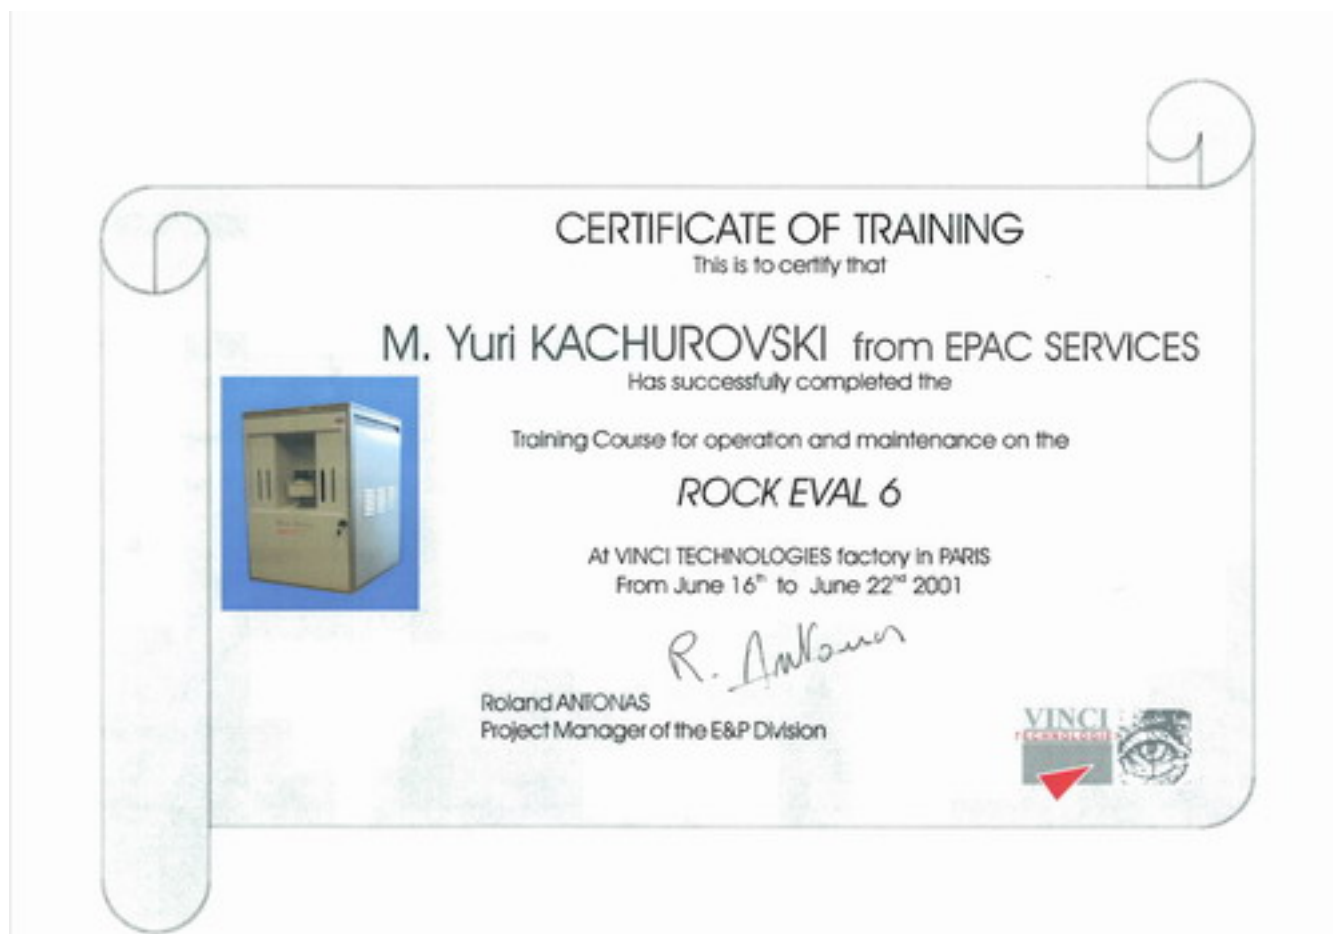 CERTIFICATE OF TRAINING
This is to certify that
M. Yuri KACHUROVSKI from EPAC SERVICES
Has successfully completed the
Training Course for operation and maintenance on the
ROCK EVAL 6
At VINCI TECHNOLOGIES factory in PARIS
From June 16th to June 22nd 2001
R. Antonas
Roland ANTONAS
Project Manager of the E&P Division
VINCI
TECHNOLOGIES